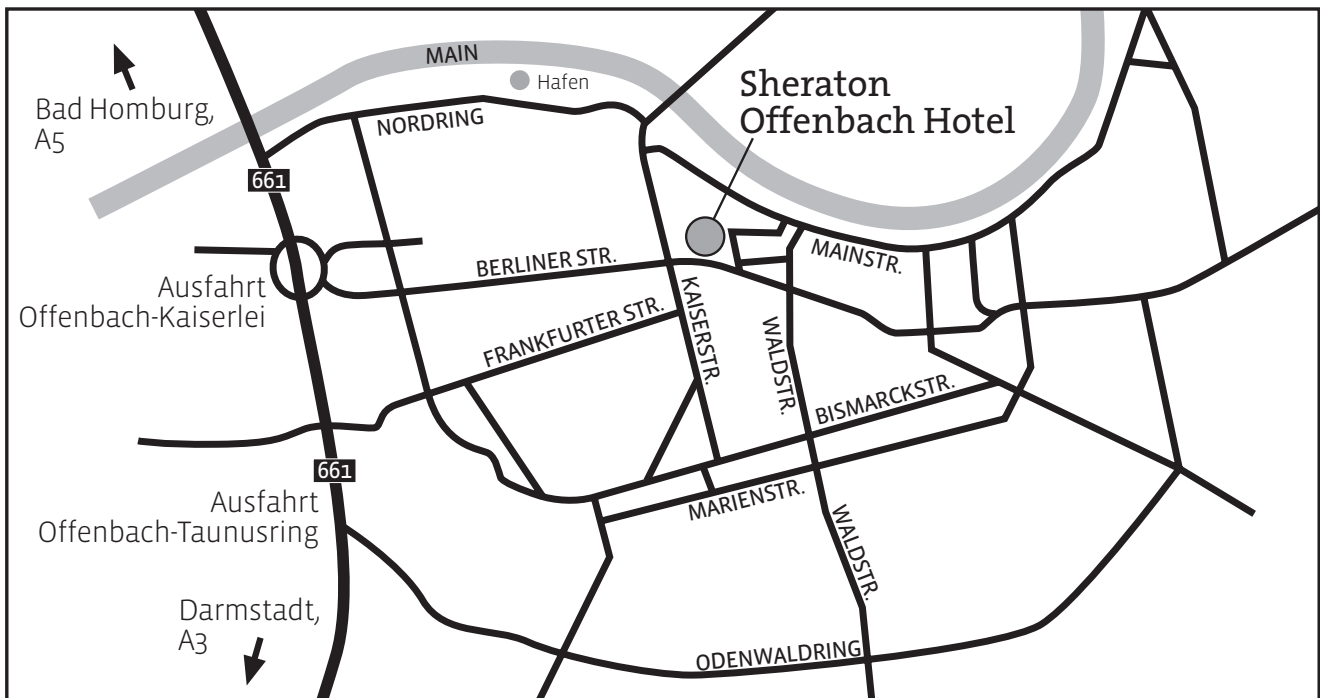 MAIN
Hafen
Sheraton
Offenbach Hotel
Bad Homburg,
A5
NORDRING
661
MAINSTR.
BERLINER STR.
Ausfahrt
Offenbach-Kaiserlei
KAISERSTR.
FRANKFURTER STR.
WALDSTR.
BISMARCKSTR.
661
MARIENSTR.
Ausfahrt
Offenbach-Taunusring
WALDSTR.
Darmstadt,
A3
ODENWALDRING